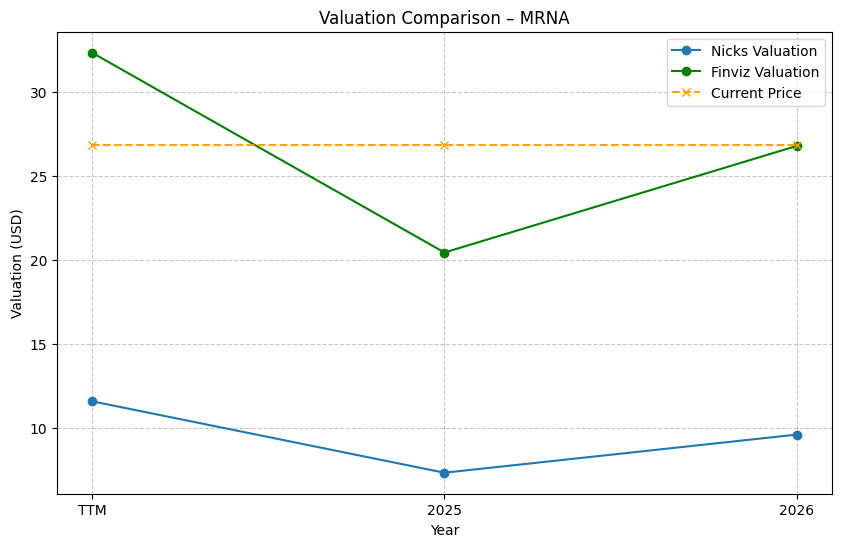 Valuation Comparison – MRNA
Nicks Valuation
Finviz Valuation
Current Price
Valuation (USD)
30
25
20
15
10
TTM
2025
2026
Year